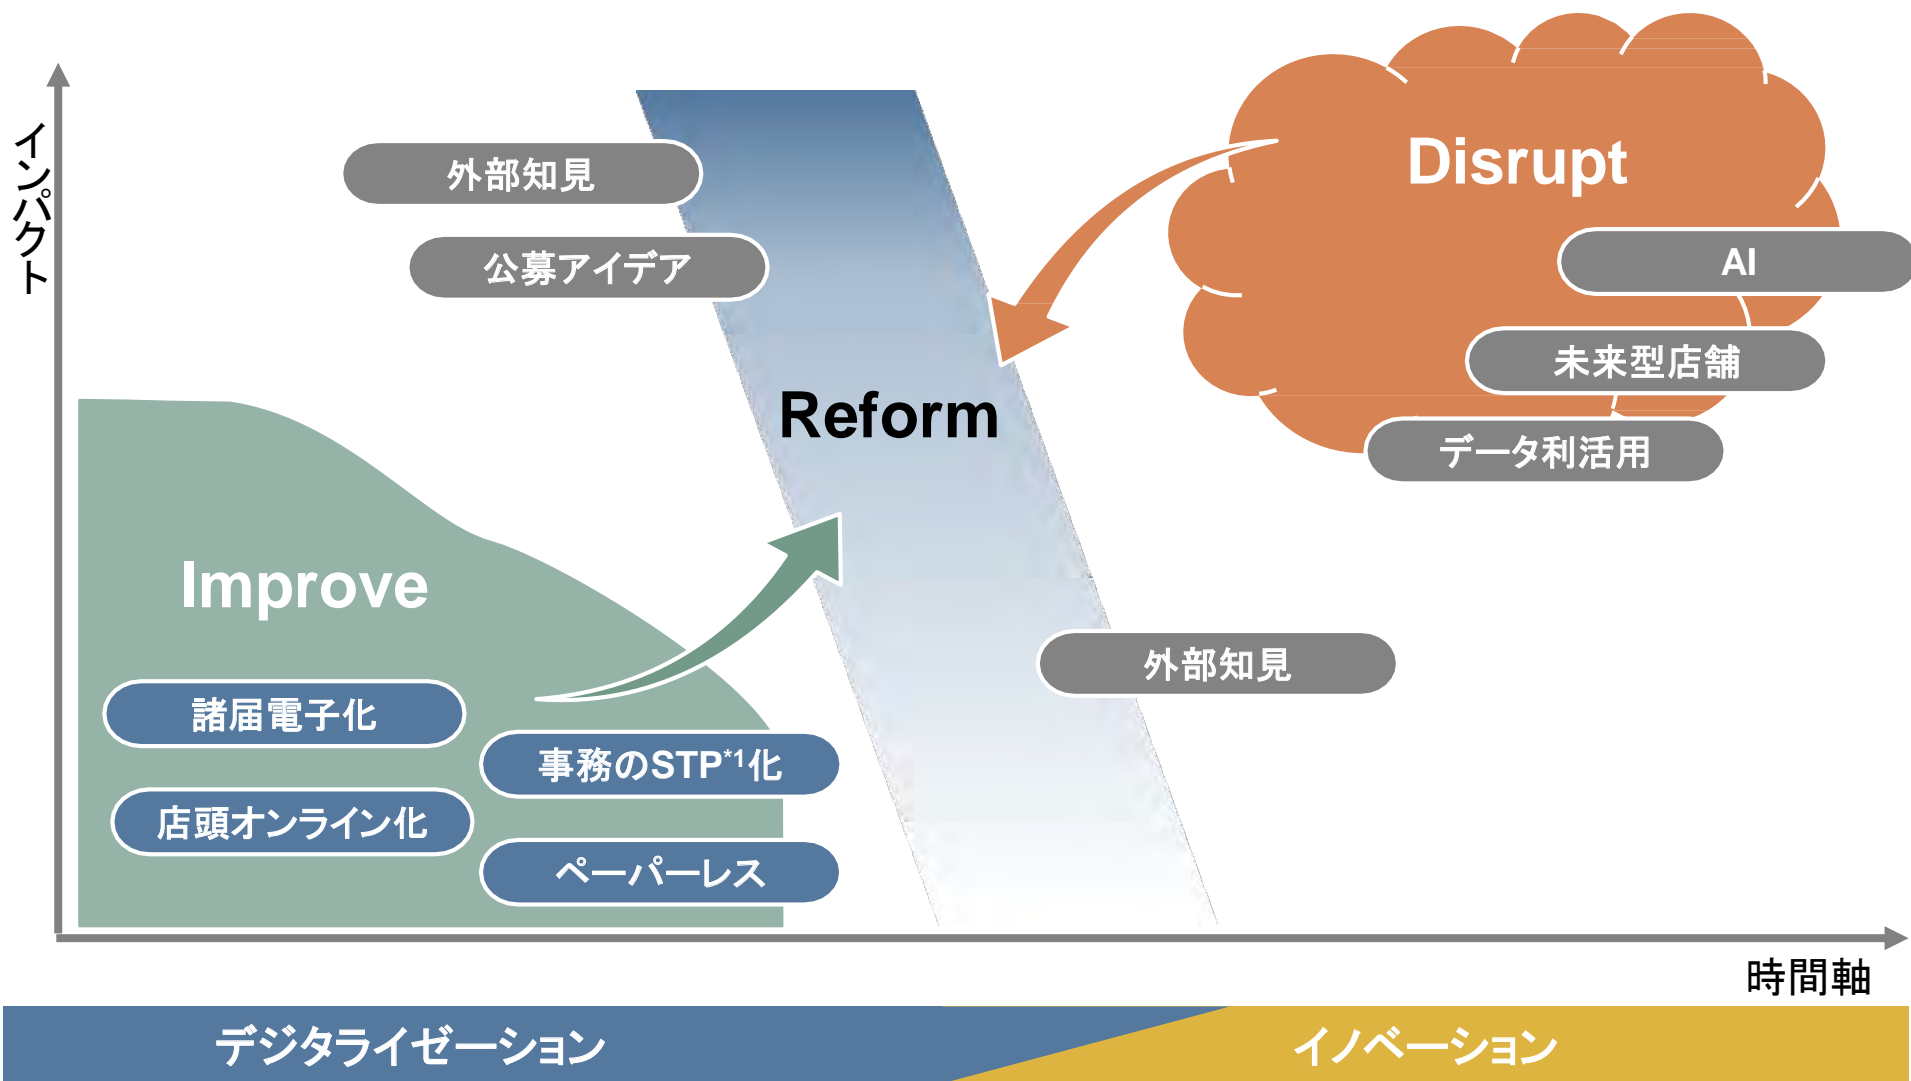 インパクト
外部知見
公募アイデア
Reform
Disrupt
AI
未来型店舗
データ利活用
Improve
諸届電子化
事務のSTP*1化
店頭オンライン化
ペーパーレス
外部知見
時間軸
デジタライゼーション
イノベーション